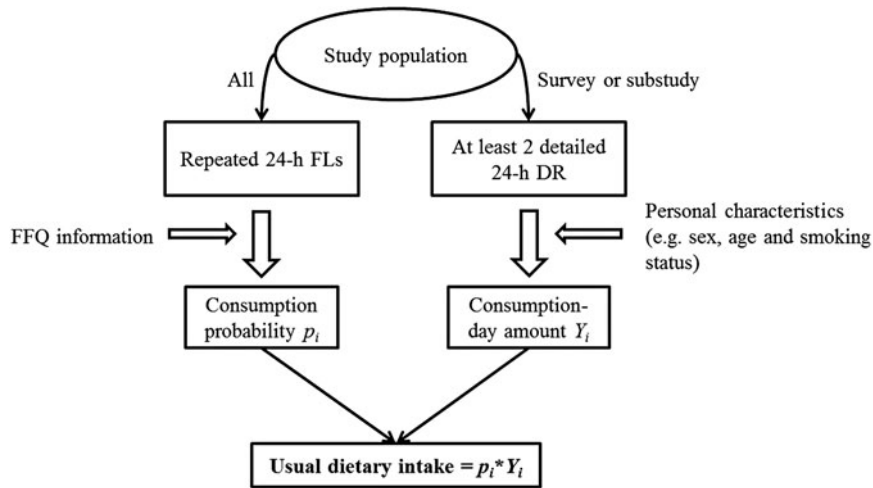 Study population
All
Survey or substudy
Repeated 24-h FLs
At least 2 detailed
24-h DR
FFQ information
Personal characteristics
(e.g. sex, age and smoking
status)
Consumption
probability pᵢ
Consumption-
day amount Yᵢ
Usual dietary intake = pᵢ*Yᵢ